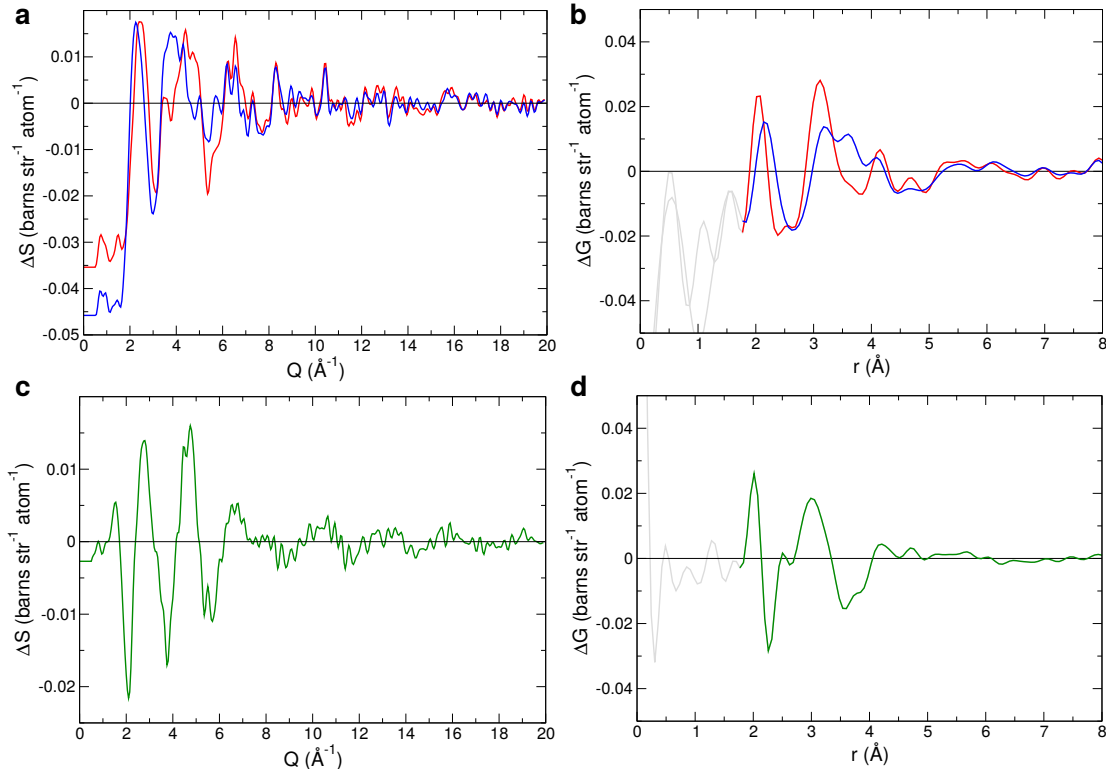 a
0.01
0
-0.01
-0.02
-0.03
-0.04
-0.05
ΔS (barns str⁻¹ atom⁻¹)
0 2 4 6 8 10 12 14 16 18 20
Q (Å⁻¹)
b
0.04
0.02
0
-0.02
-0.04
ΔG (barns str⁻¹ atom⁻¹)
0 1 2 3 4 5 6 7 8
r (Å)
c
0.01
0
-0.01
-0.02
ΔS (barns str⁻¹ atom⁻¹)
0 2 4 6 8 10 12 14 16 18 20
Q (Å⁻¹)
d
0.04
0.02
0
-0.02
-0.04
ΔG (barns str⁻¹ atom⁻¹)
0 1 2 3 4 5 6 7 8
r (Å)